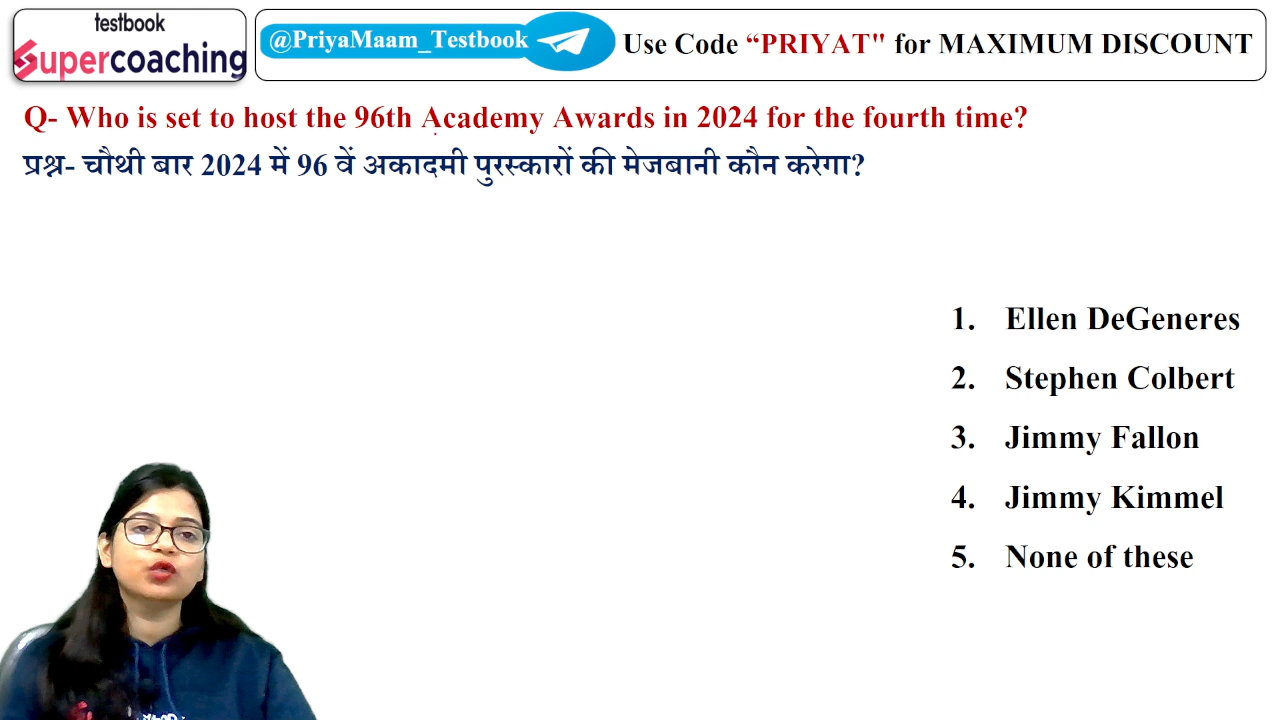 testbook
Supercoaching
@PriyaMaam_Testbook
Use Code “PRIYAT" for MAXIMUM DISCOUNT
Q- Who is set to host the 96th Academy Awards in 2024 for the fourth time?
प्रश्न- चौथी बार 2024 में 96 वें अकादमी पुरस्कारों की मेजबानी कौन करेगा?
1. Ellen DeGeneres
2. Stephen Colbert
3. Jimmy Fallon
4. Jimmy Kimmel
5. None of these